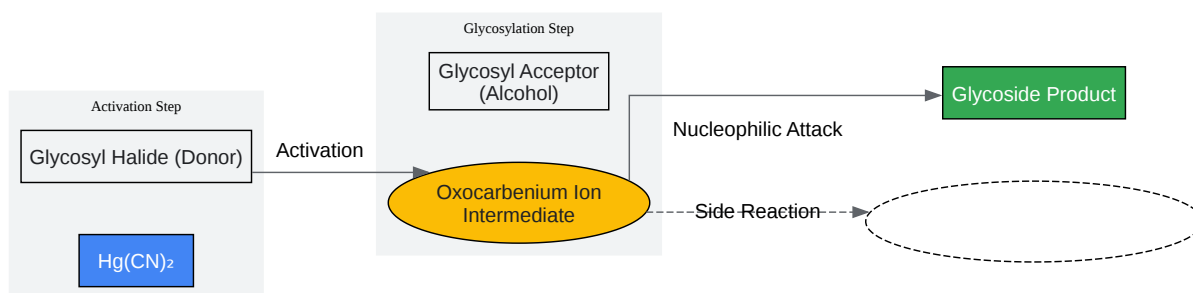 Activation Step
Glycosyl Halide (Donor)
Hg(CN)₂
Activation
Glycosylation Step
Glycosyl Acceptor
(Alcohol)
Oxocarbenium Ion
Intermediate
Nucleophilic Attack
Side Reaction
Glycoside Product